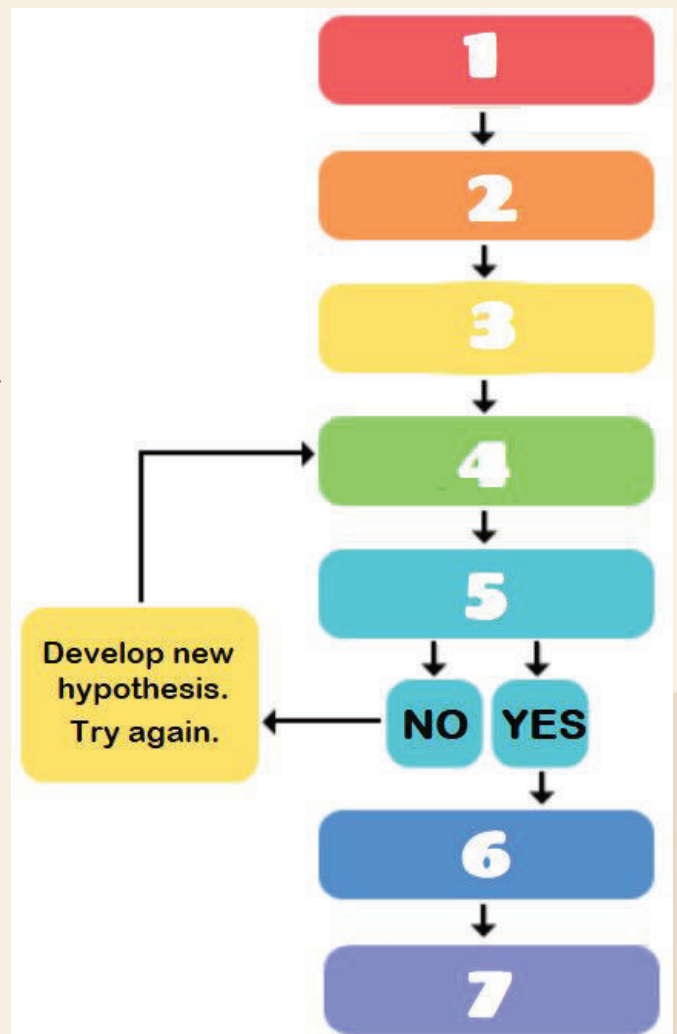 1
2
3
4
5
Develop new
hypothesis.
Try again.
NO YES
6
7